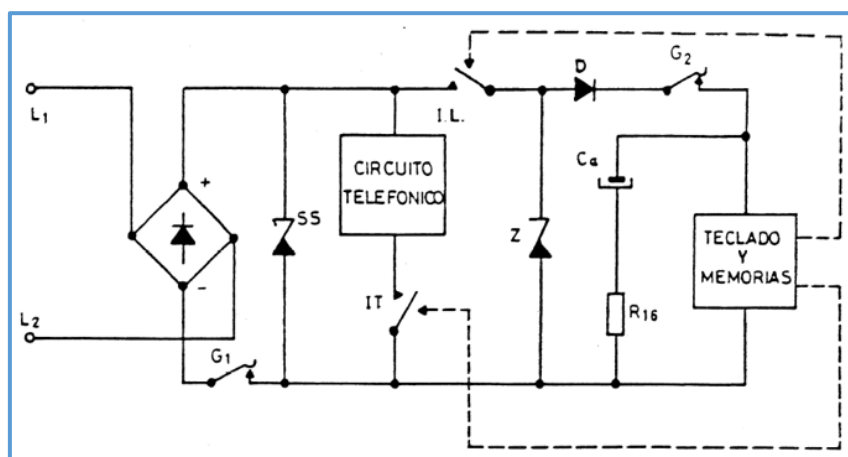 L1
L2
+
-
G1
SS
CIRCUITO
TELEFONICO
IT
I.L.
D
G2
Z
Ca
R16
TECLADO
Y
MEMORIAS